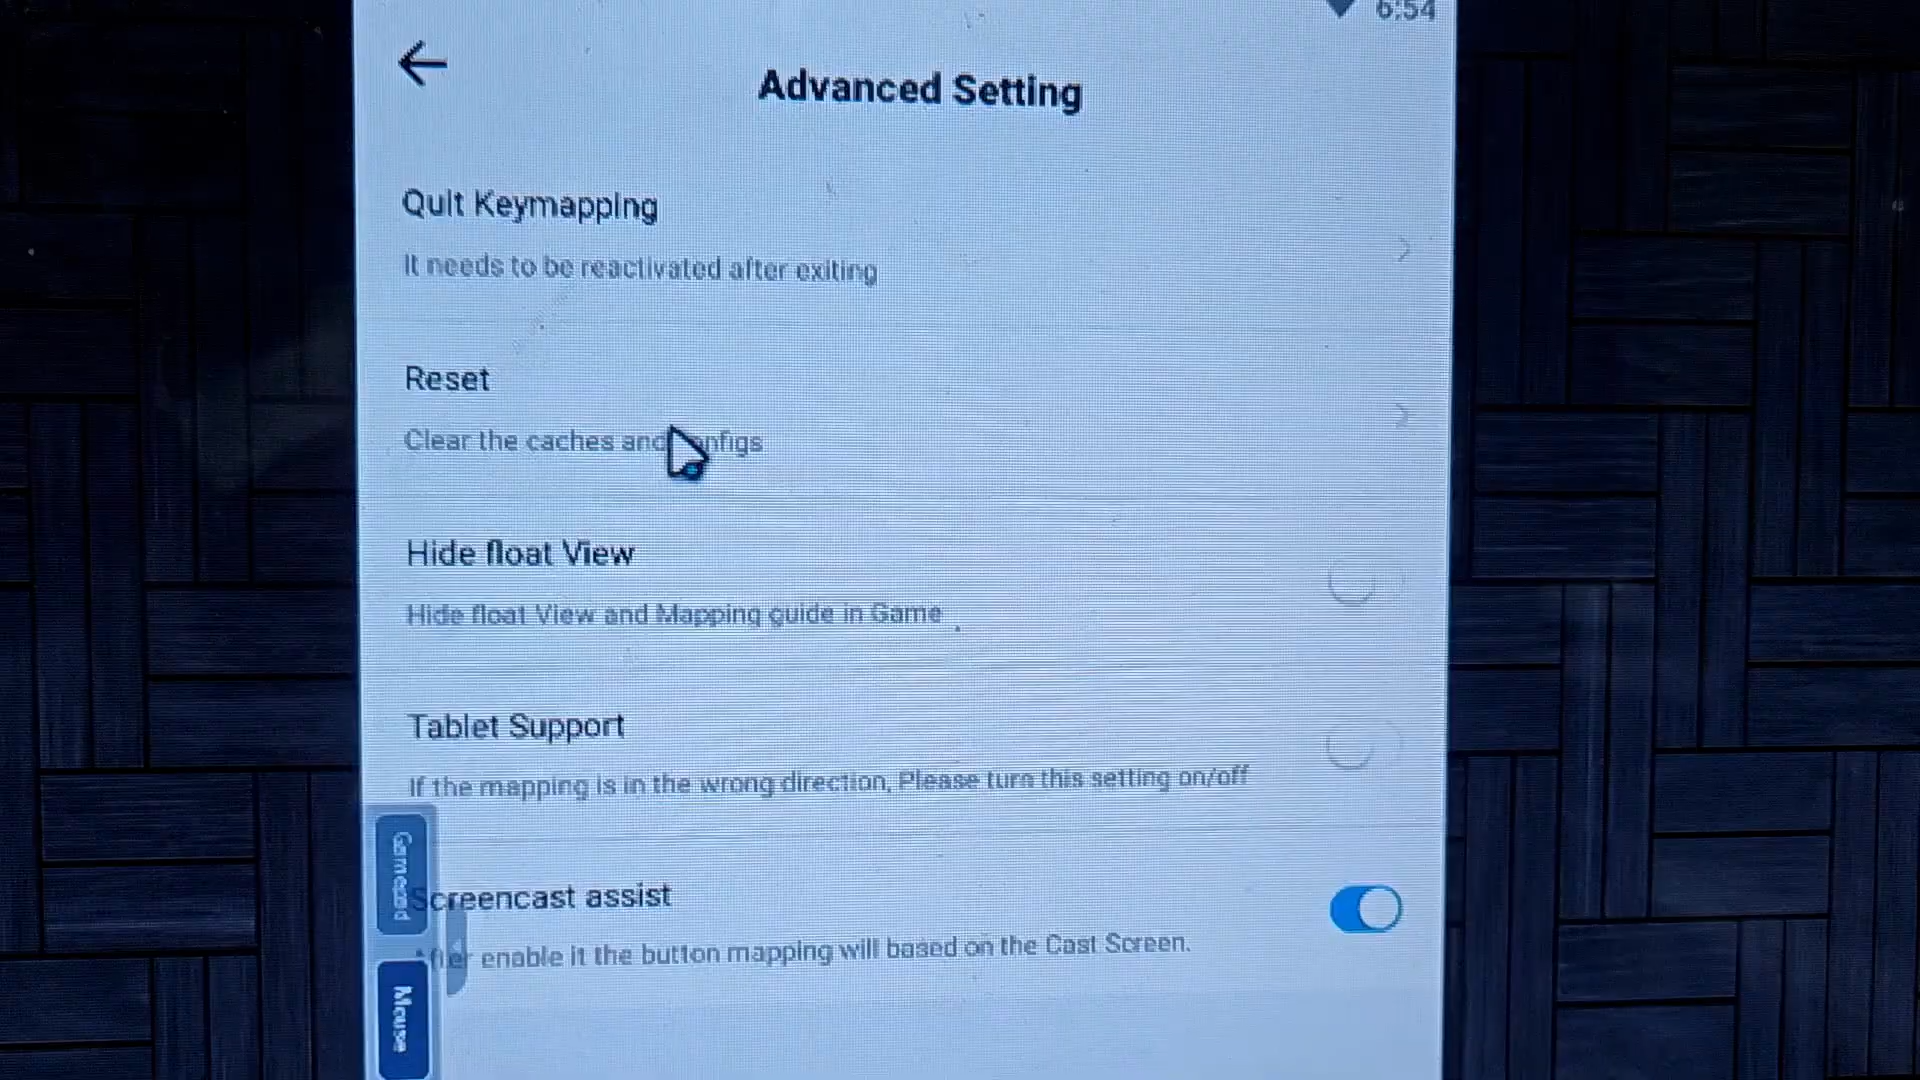 6:54
Advanced Setting
Quit Keymapping
It needs to be reactivated after exiting
Reset
Clear the caches and nfigs
Hide float View
Hide float View and Mapping guide in Game
Tablet Support
If the mapping is in the wrong direction, Please turn this setting on/off
Gamepad
Screencast assist
After enable it the button mapping will based on the Cast Screen.
Mouse